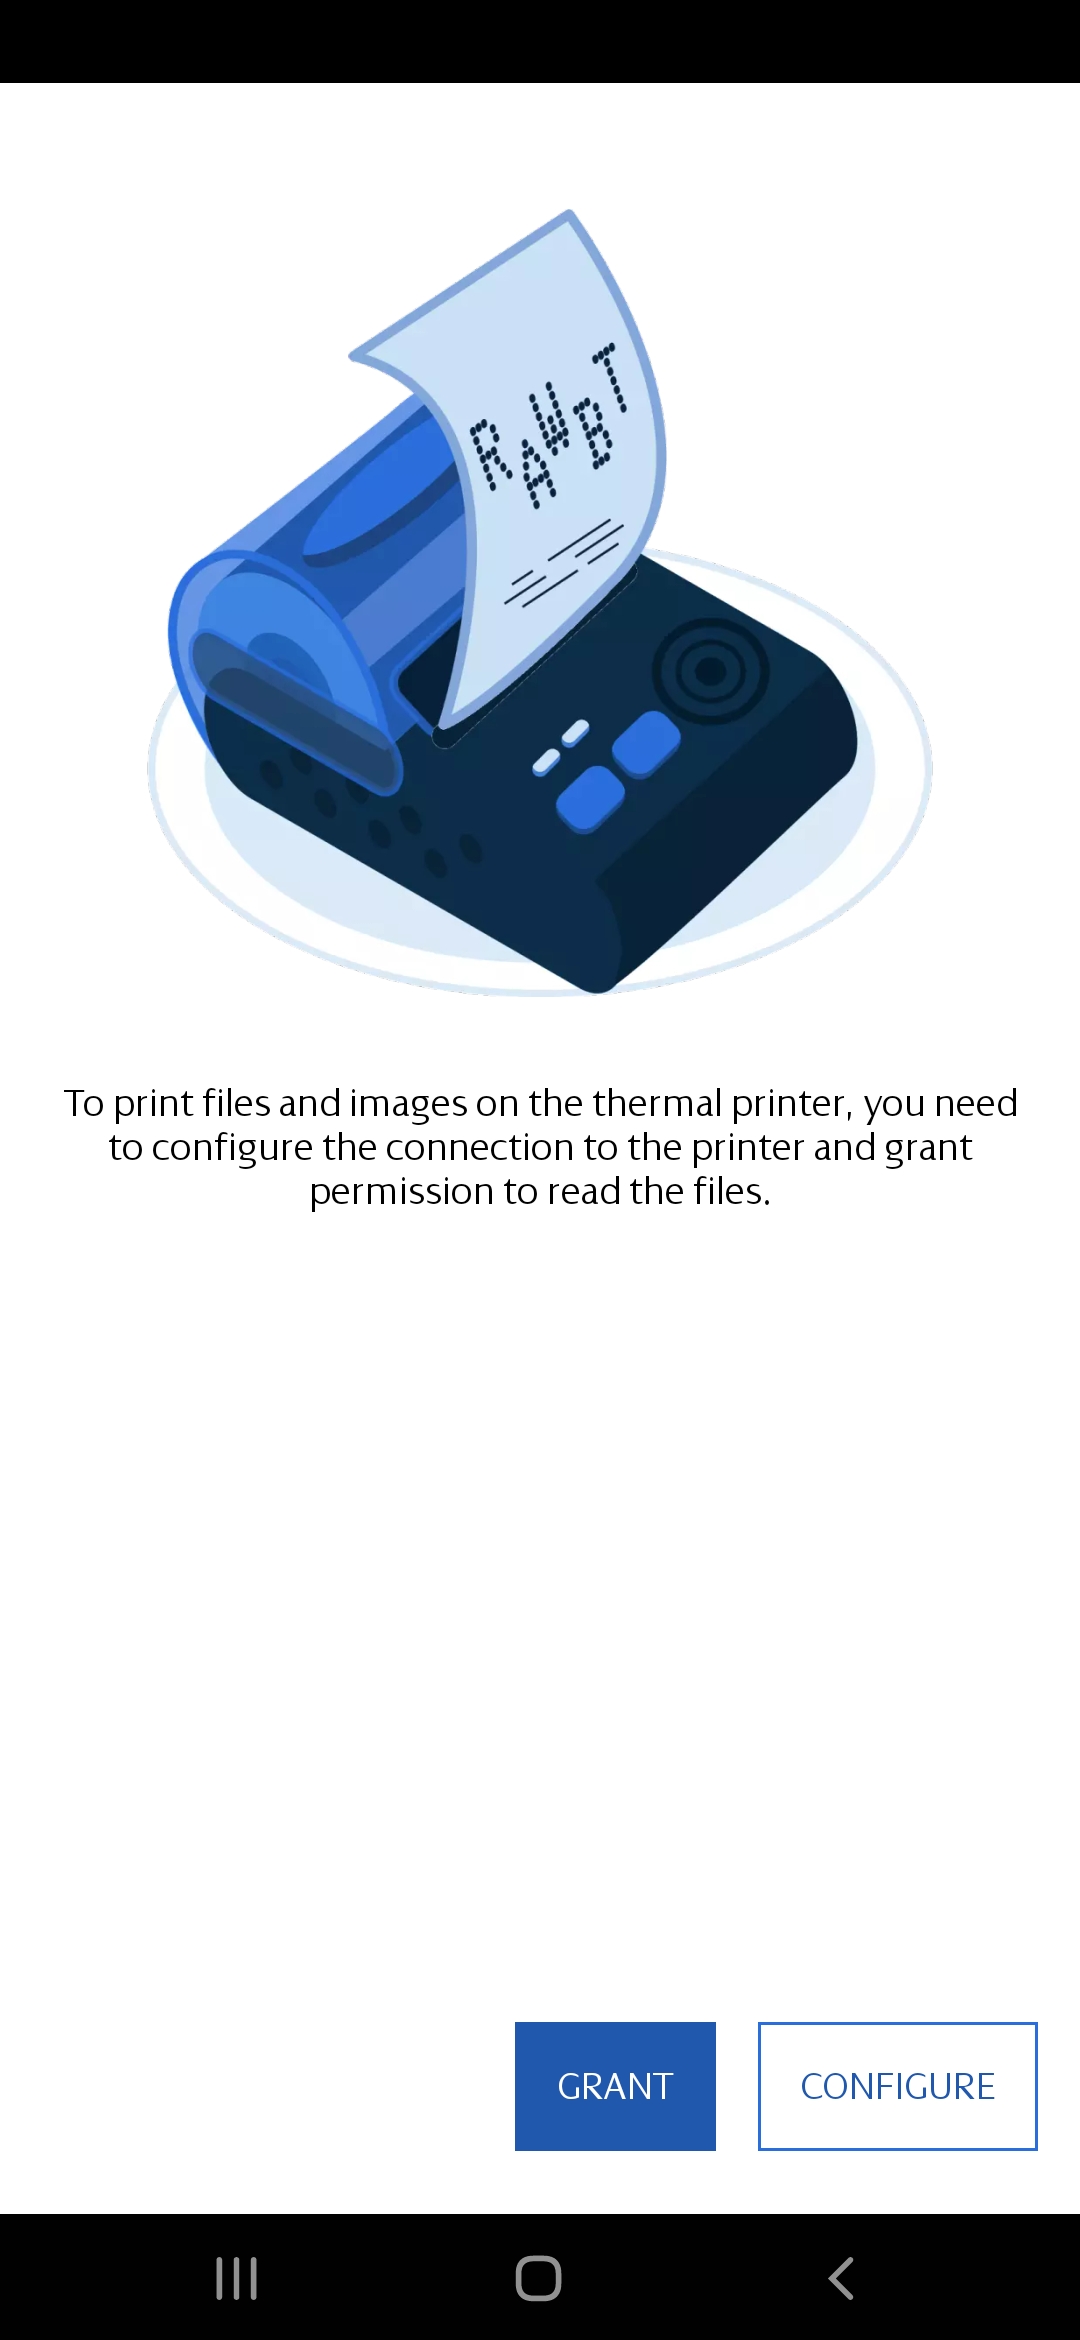 RAWBT
To print files and images on the thermal printer, you need
to configure the connection to the printer and grant
permission to read the files.
GRANT
CONFIGURE